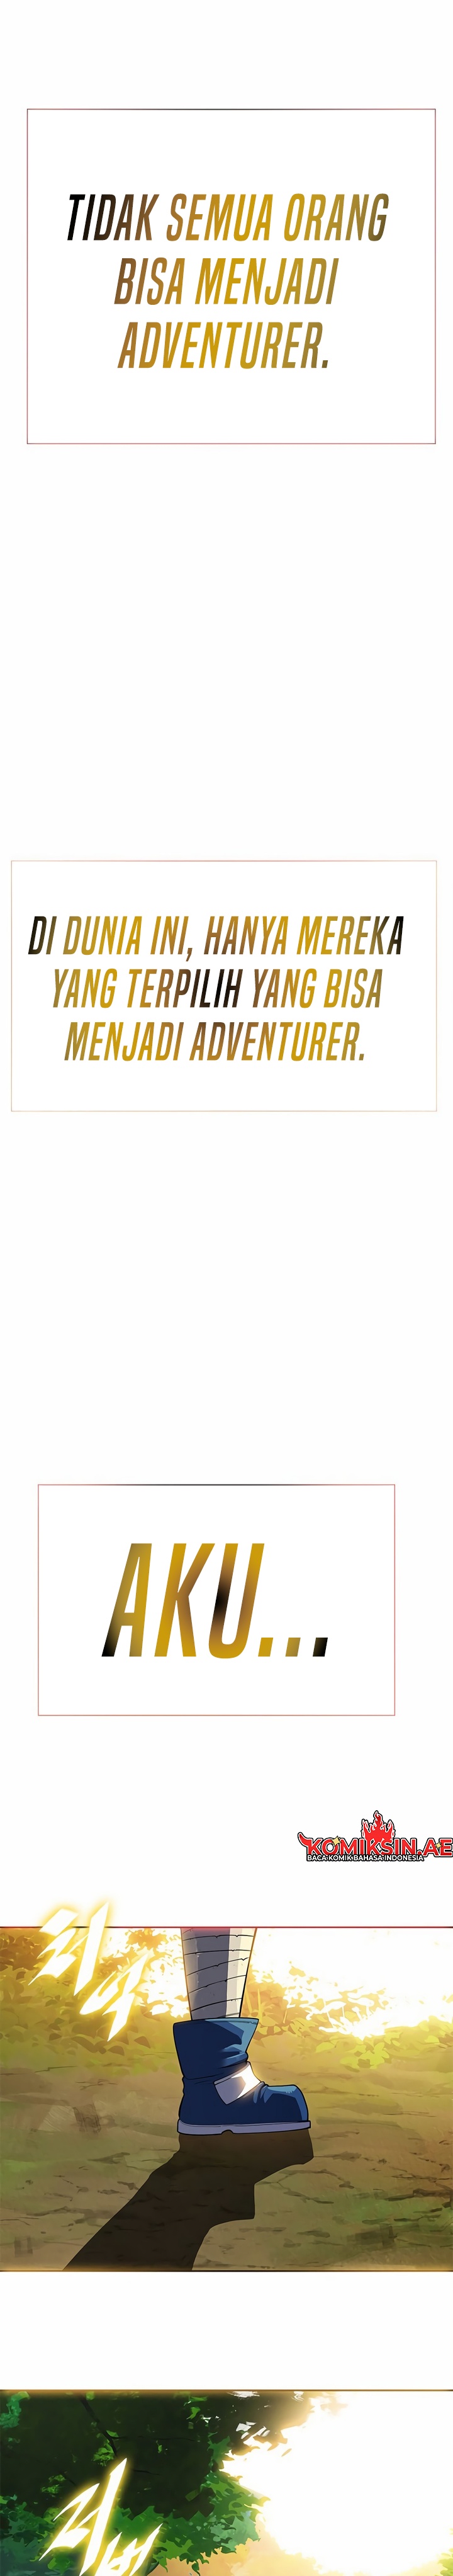 TIDAK SEMUA ORANG
BISA MENJADI
ADVENTURER.
DI DUNIA INI, HANYA MEREKA
YANG TERPILIH YANG BISA
MENJADI ADVENTURER.
AKU...
KOMIKSIN.AE
BACA KOMIK BAHASA INDONESIA
저벅
저벅